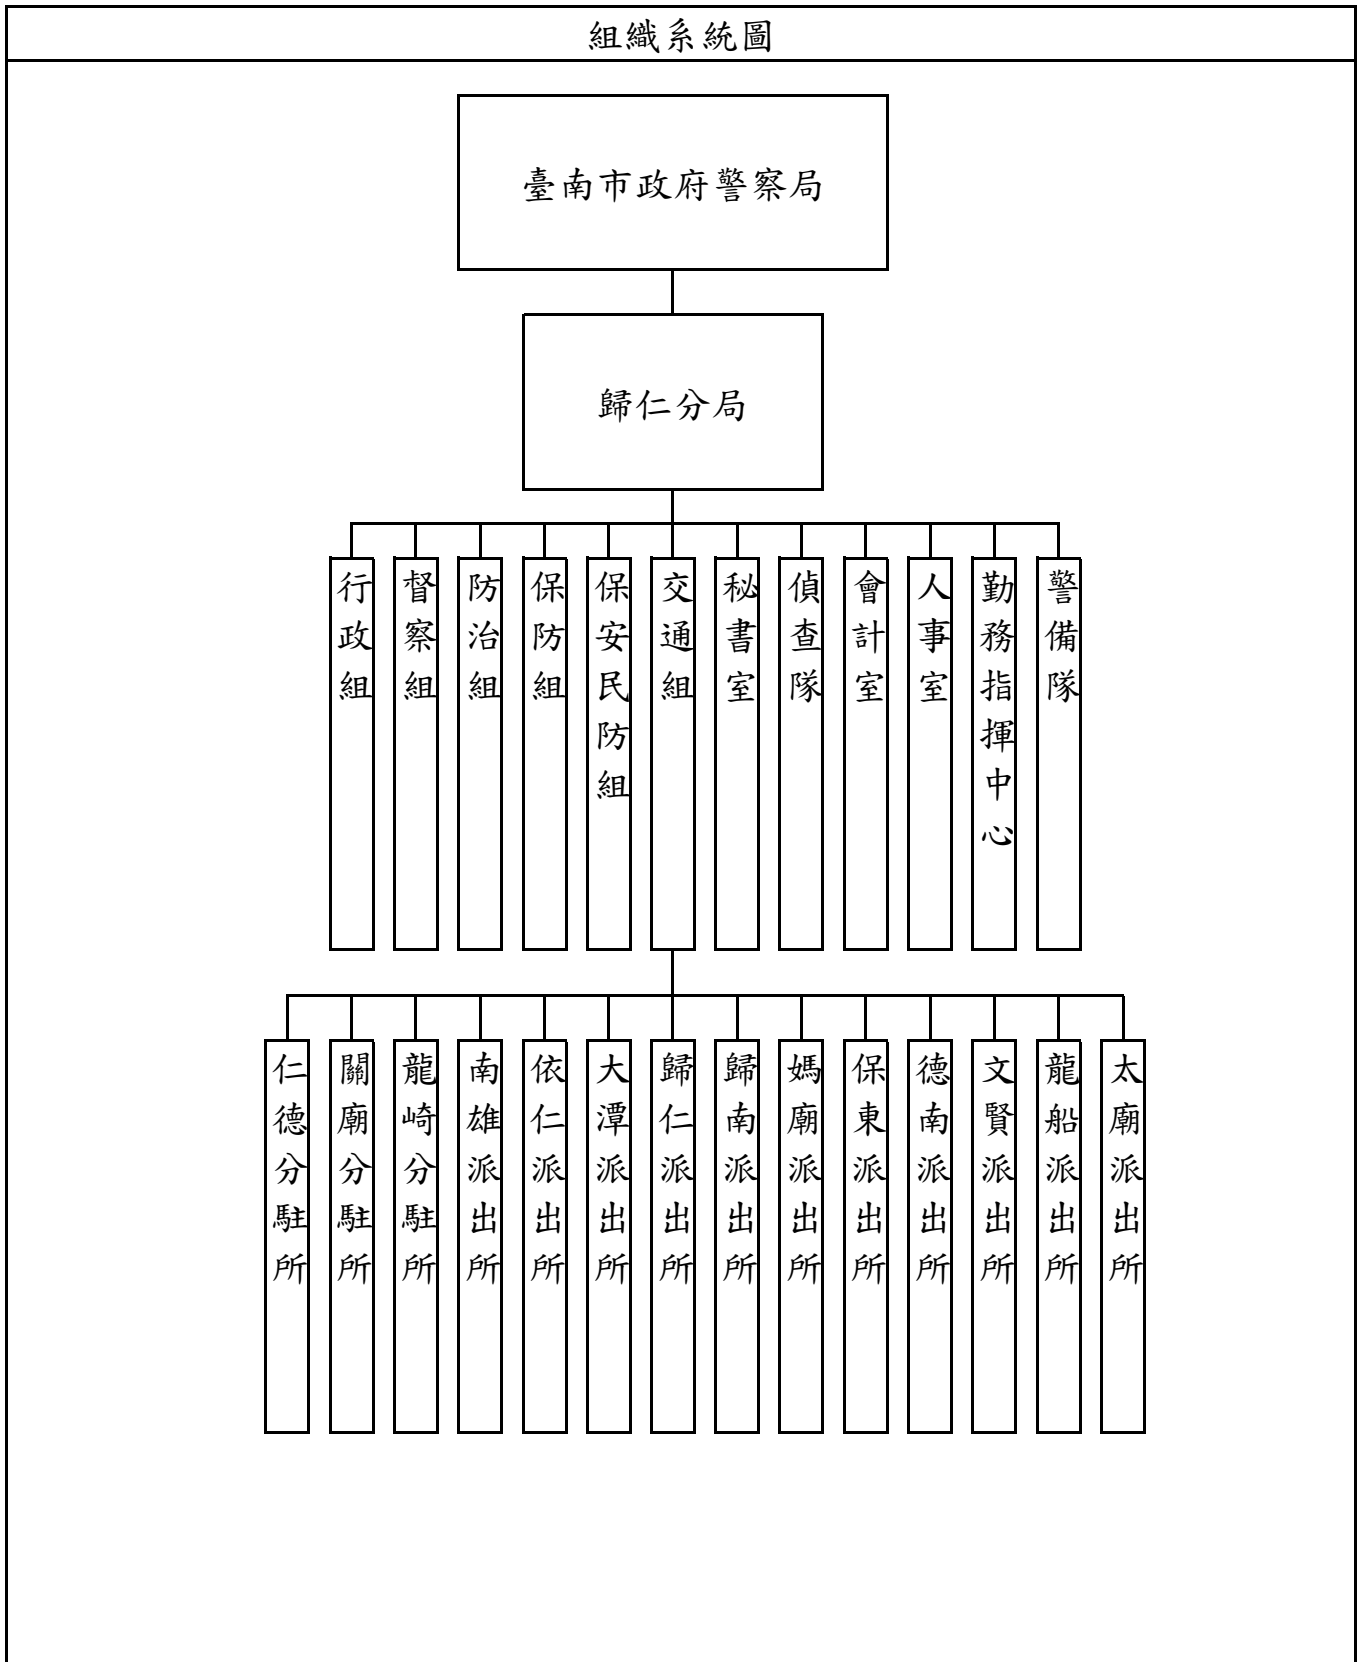 組織系統圖
臺南市政府警察局
歸仁分局
行政組
督察組
防治組
保防組
保安民防組
交通組
秘書室
偵查隊
會計室
人事室
勤務指揮中心
警備隊
仁德分駐所
關廟分駐所
龍崎分駐所
南雄派出所
依仁派出所
大潭派出所
歸仁派出所
歸南派出所
媽廟派出所
保東派出所
德南派出所
文賢派出所
龍船派出所
太廟派出所